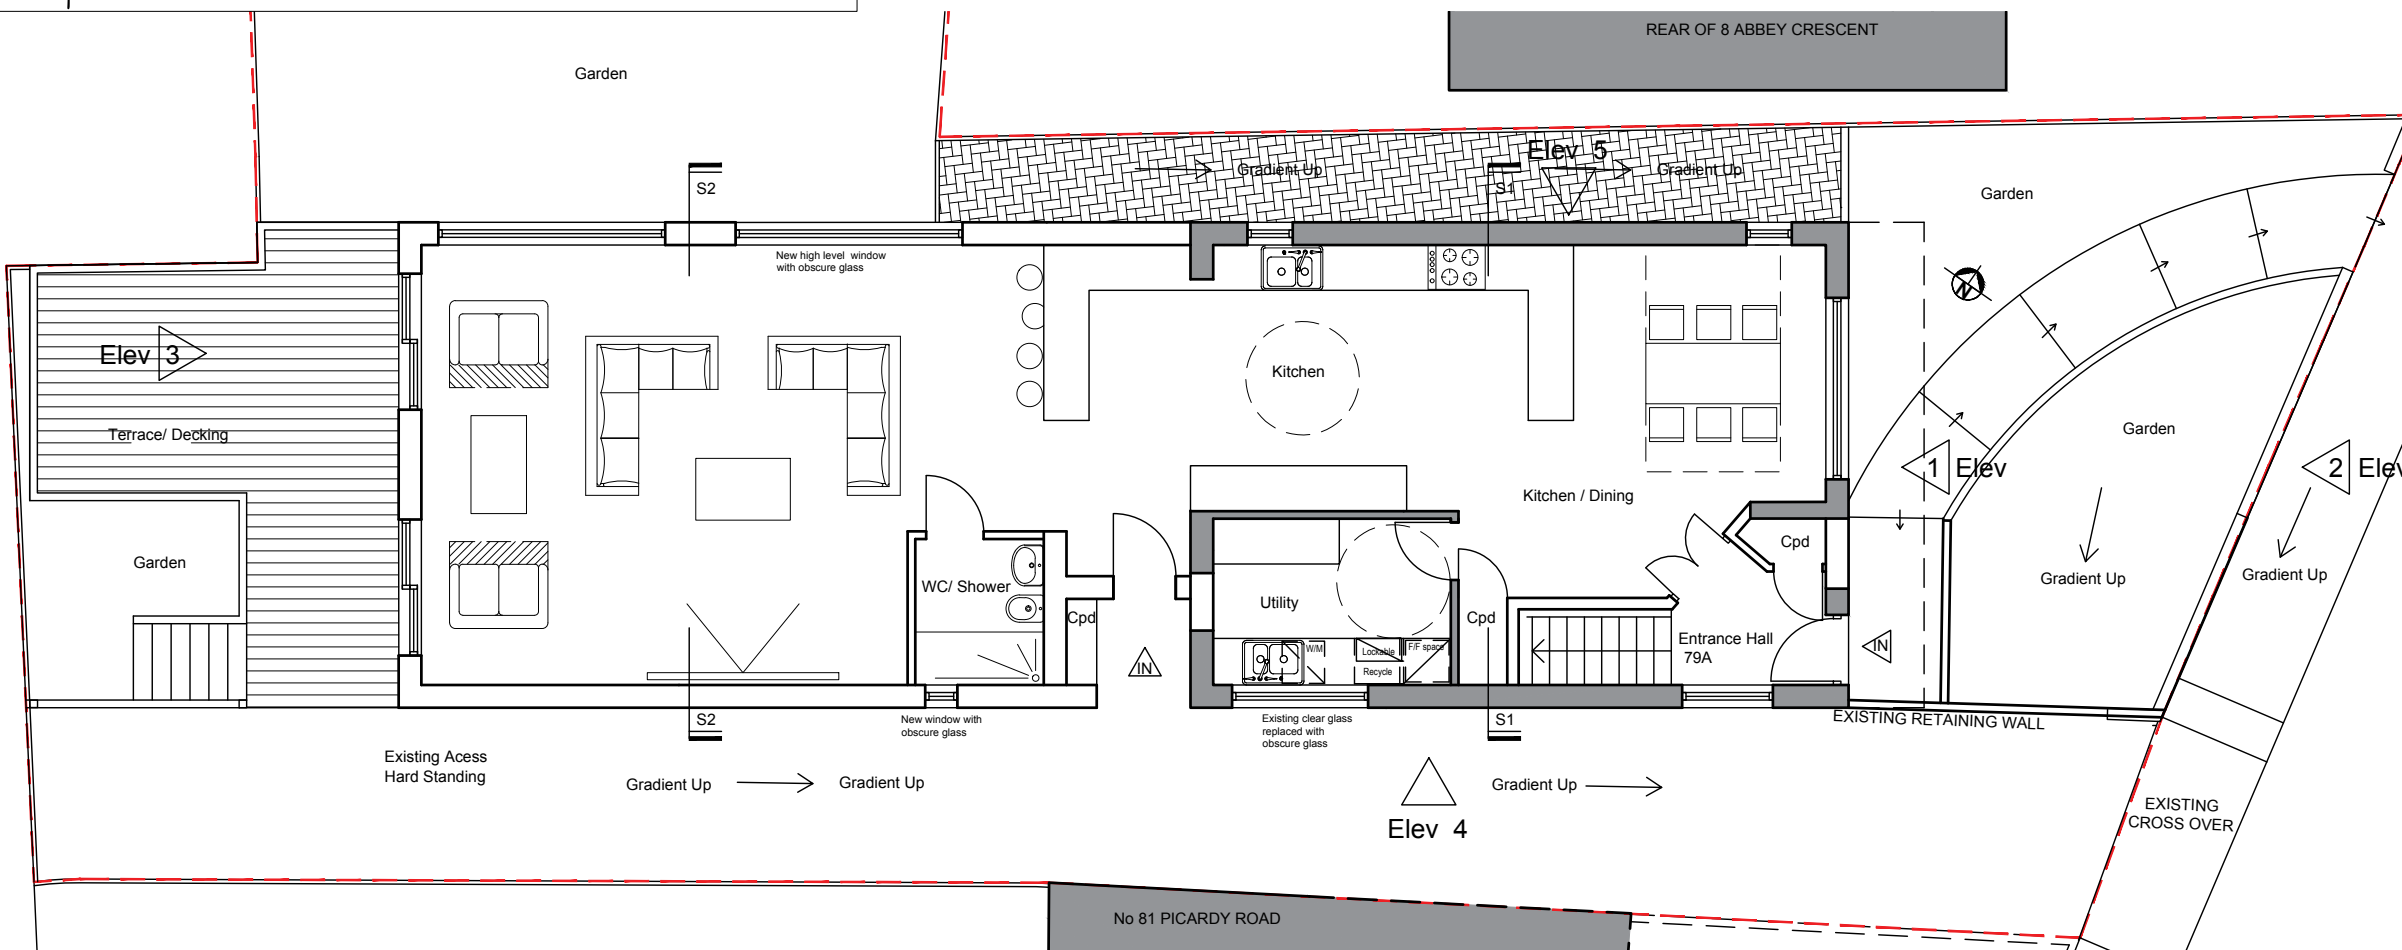 REAR OF 8 ABBEY CRESCENT
Garden
Elev 5
Gradient Up
Gradient Up
S2
S1
Garden
New high level window
with obscure glass
N
Elev 3
Kitchen
Terrace/ Decking
Garden
1 Elev
2 Elev
Kitchen / Dining
Cpd
Garden
WC/ Shower
Utility
Gradient Up
Gradient Up
Cpd
Cpd
Entrance Hall
79A
IN
W/M
Lockable
F/F space
Recycle
IN
S2
New window with
obscure glass
Existing clear glass
replaced with
obscure glass
S1
EXISTING RETAINING WALL
Existing Acess
Hard Standing
Gradient Up
Gradient Up
Gradient Up
Elev 4
EXISTING
CROSS OVER
No 81 PICARDY ROAD